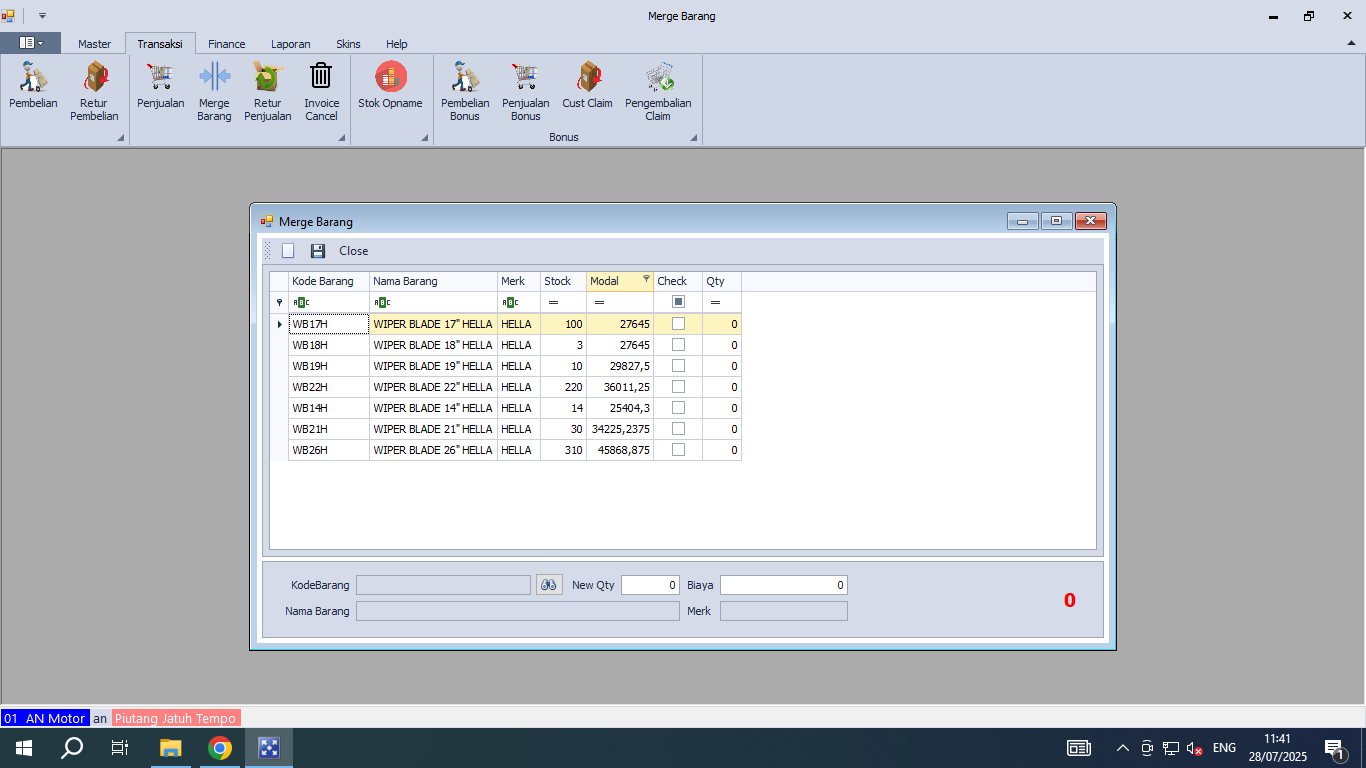 Merge Barang
Master Transaksi Finance Laporan Skins Help
Pembelian Retur Pembelian Penjualan Merge Barang Retur Penjualan Invoice Cancel Stok Opname Pembelian Bonus Penjualan Bonus Cust Claim Pengembalian Claim
Bonus
Merge Barang
Close
Kode Barang Nama Barang Merk Stock Modal Check Qty
ABC ABC ABC = = =
WB17H WIPER BLADE 17" HELLA HELLA 100 27645 0
WB18H WIPER BLADE 18" HELLA HELLA 3 27645 0
WB19H WIPER BLADE 19" HELLA HELLA 10 29827,5 0
WB22H WIPER BLADE 22" HELLA HELLA 220 36011,25 0
WB14H WIPER BLADE 14" HELLA HELLA 14 25404,3 0
WB21H WIPER BLADE 21" HELLA HELLA 30 34225,2375 0
WB26H WIPER BLADE 26" HELLA HELLA 310 45868,875 0
KodeBarang New Qty 0 Biaya 0
Nama Barang Merk
0
01 AN Motor an Piutang Jatuh Tempo
ENG 11:41
28/07/2025
1